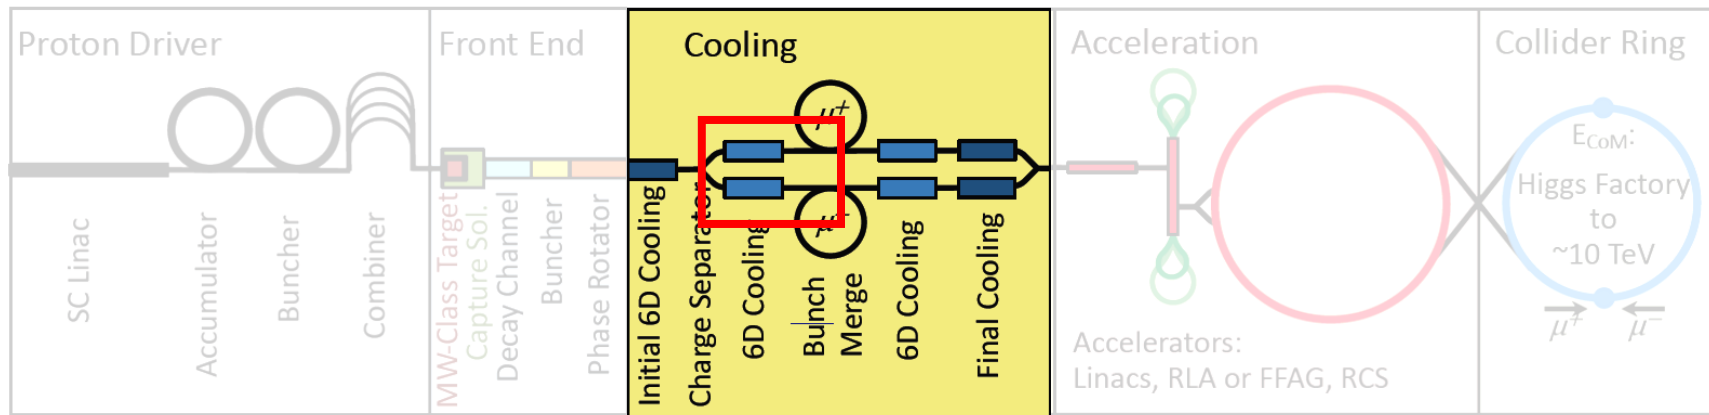 Proton Driver
SC Linac
Accumulator
Buncher
Combiner
Front End
MW-Class Target
Capture Sol.
Decay Channel
Buncher
Phase Rotator
Cooling
μ+
μ−
Initial 6D Cooling
Charge Separator
6D Cooling
Bunch
Merge
6D Cooling
Final Cooling
Acceleration
Accelerators:
Linacs, RLA or FFAG, RCS
Collider Ring
ECoM:
Higgs Factory
to
~10 TeV
μ+ μ−